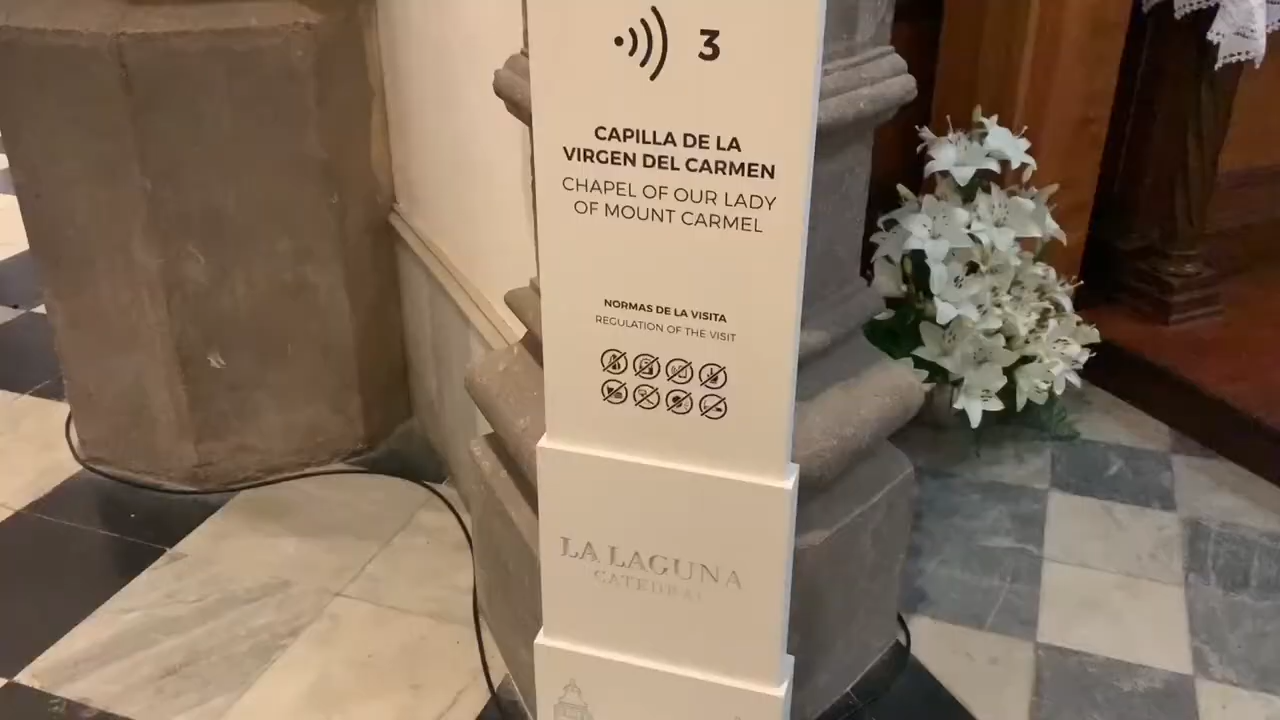 3
CAPILLA DE LA
VIRGEN DEL CARMEN
CHAPEL OF OUR LADY
OF MOUNT CARMEL
NORMAS DE LA VISITA
REGULATION OF THE VISIT
LA LAGUNA
CATEDRAL